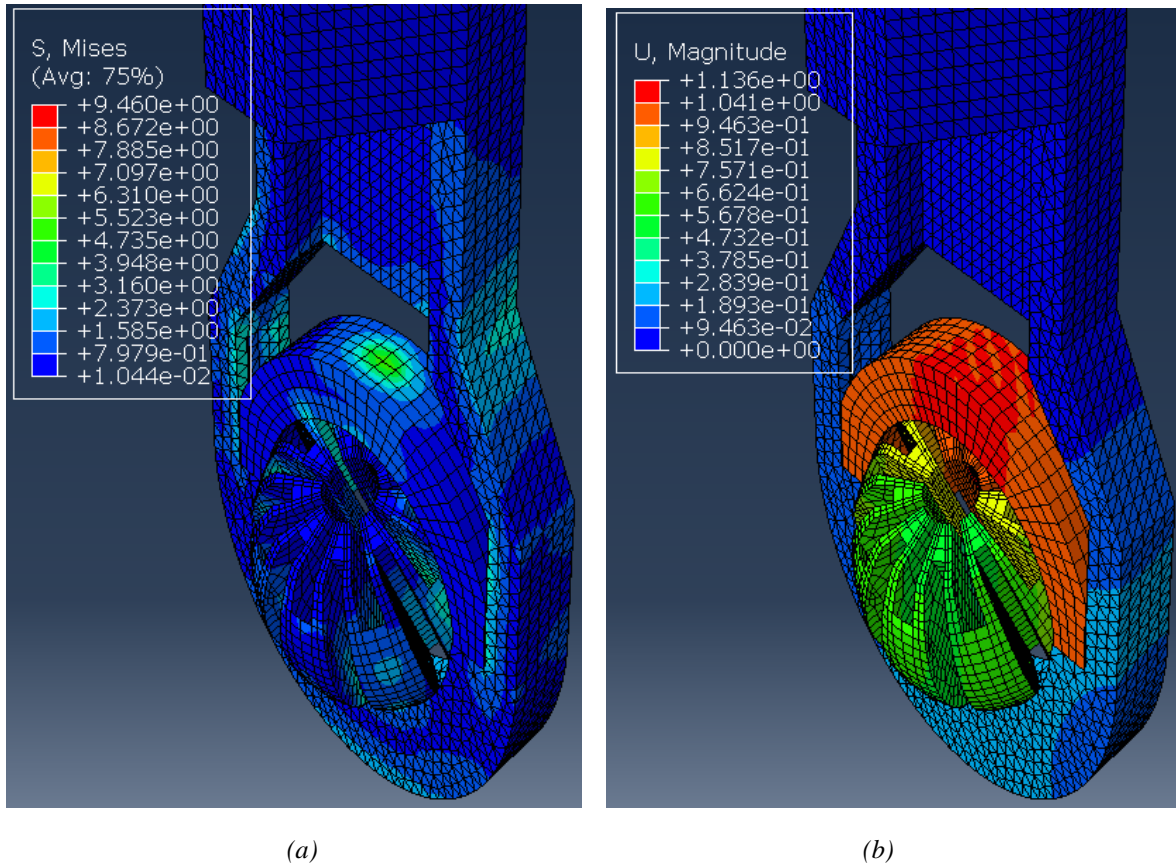 S, Mises
(Avg: 75%)
+9.460e+00
+8.672e+00
+7.885e+00
+7.097e+00
+6.310e+00
+5.523e+00
+4.735e+00
+3.948e+00
+3.160e+00
+2.373e+00
+1.585e+00
+7.979e-01
+1.044e-02
U, Magnitude
+1.136e+00
+1.041e+00
+9.463e-01
+8.517e-01
+7.571e-01
+6.624e-01
+5.678e-01
+4.732e-01
+3.785e-01
+2.839e-01
+1.893e-01
+9.463e-02
+0.000e+00
(a)
(b)